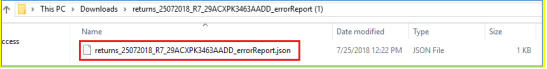 This PC > Downloads > returns_25072018_R7_29ACXPK3463AADD_errorReport (1)
Name Date modified Type Size
ccess
returns_25072018_R7_29ACXPK3463AADD_errorReport.json 7/25/2018 12:22 PM JSON File 1 KB